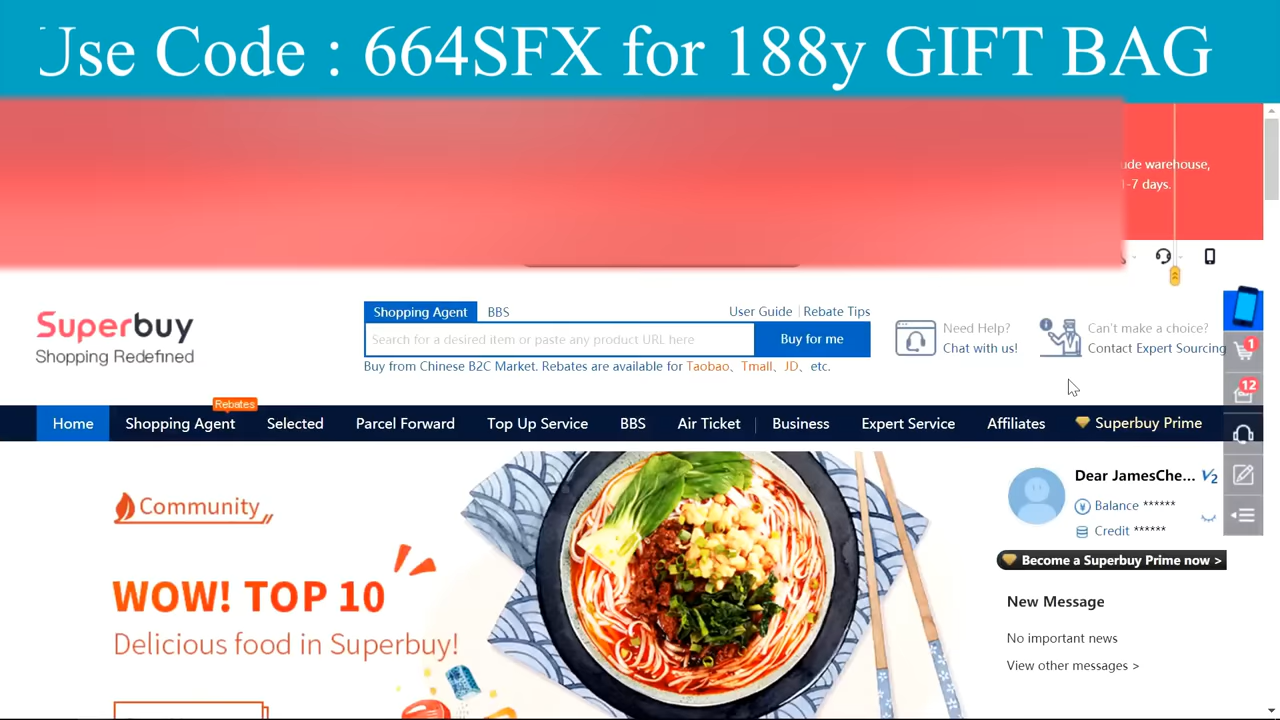 Use Code : 664SFX for 188y GIFT BAG
ude warehouse,
1-7 days.
Superbuy
Shopping Redefined
Shopping Agent BBS User Guide | Rebate Tips
Search for a desired item or paste any product URL here Buy for me
Buy from Chinese B2C Market. Rebates are available for Taobao、Tmall、JD、etc.
Need Help?
Chat with us!
Can't make a choice?
Contact Expert Sourcing
1
12
Rebates
Home Shopping Agent Selected Parcel Forward Top Up Service BBS Air Ticket | Business Expert Service Affiliates Superbuy Prime
Community
WOW! TOP 10
Delicious food in Superbuy!
Dear JamesChe... V2
Balance ******
Credit ******
Become a Superbuy Prime now >
New Message
No important news
View other messages >